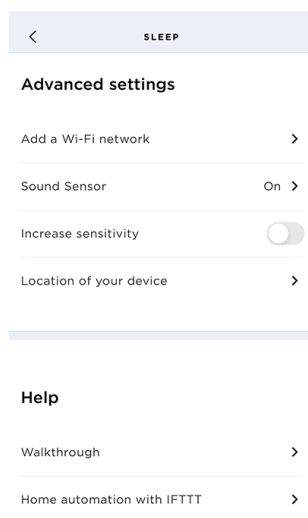 SLEEP
Advanced settings
Add a Wi-Fi network
Sound Sensor On
Increase sensitivity
Location of your device
Help
Walkthrough
Home automation with IFTTT